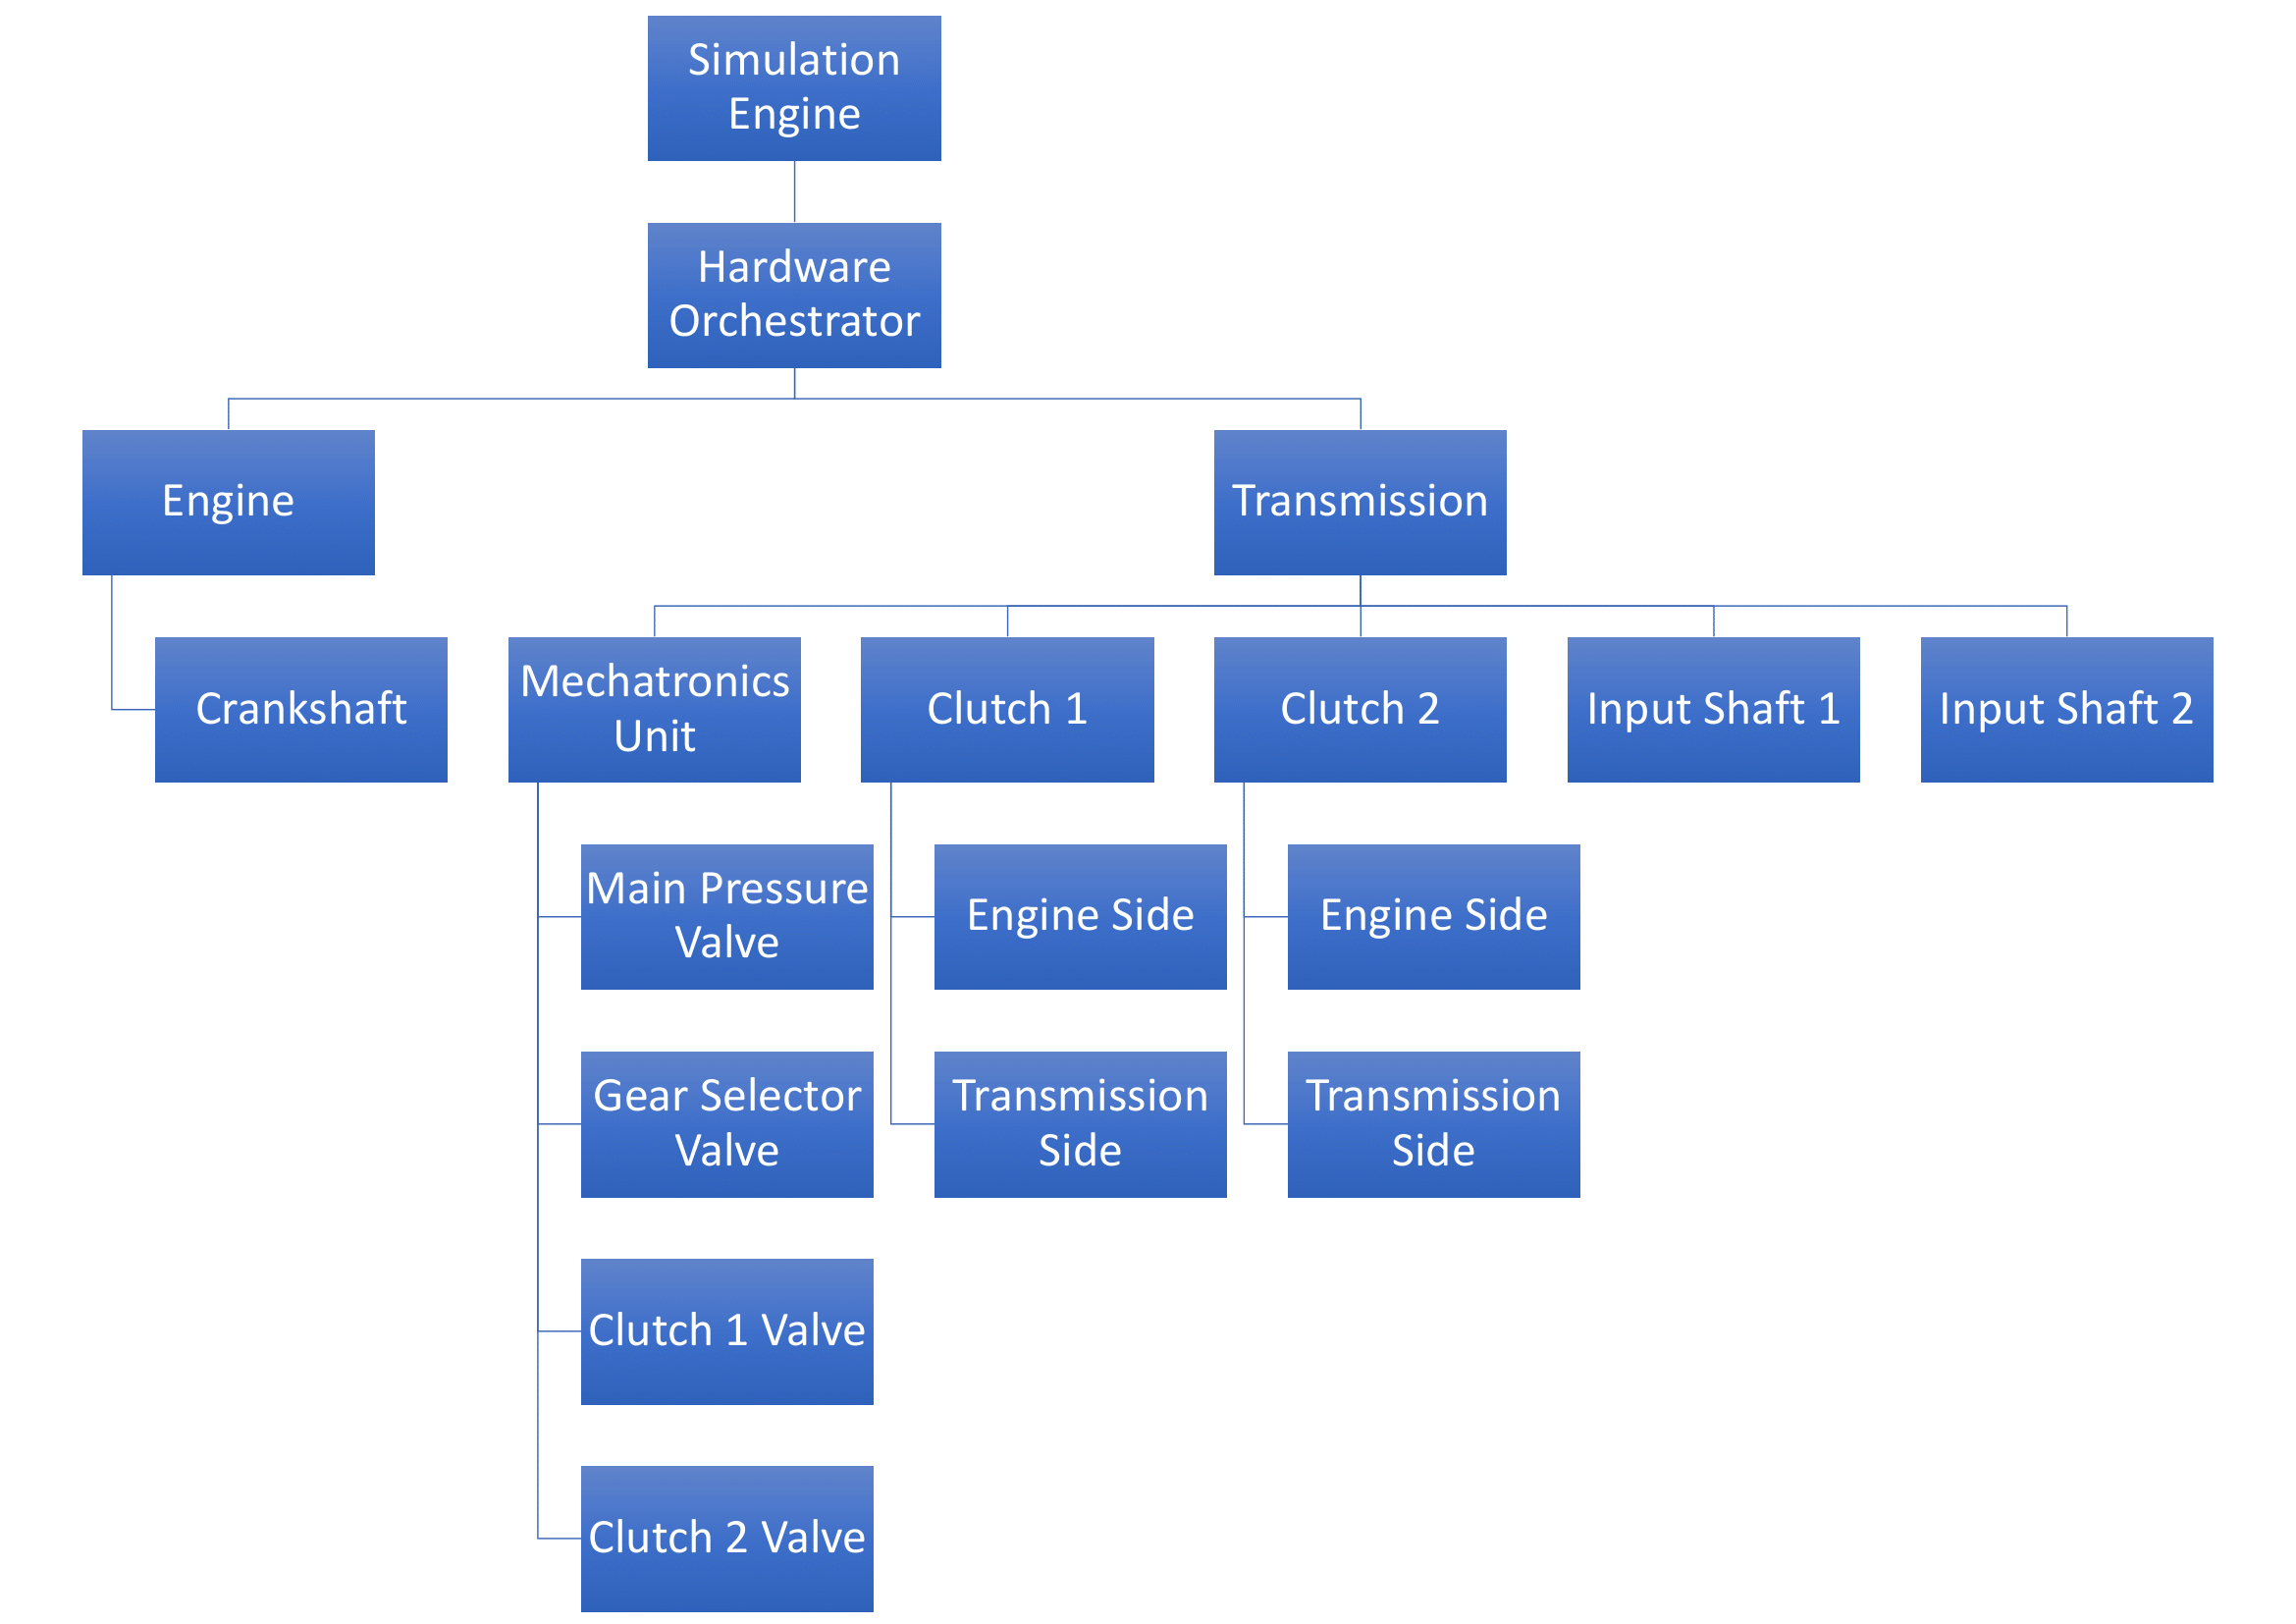 Simulation
Engine
Hardware
Orchestrator
Engine
Transmission
Crankshaft
Mechatronics
Unit
Clutch 1
Clutch 2
Input Shaft 1
Input Shaft 2
Main Pressure
Valve
Engine Side
Engine Side
Gear Selector
Valve
Transmission
Side
Transmission
Side
Clutch 1 Valve
Clutch 2 Valve